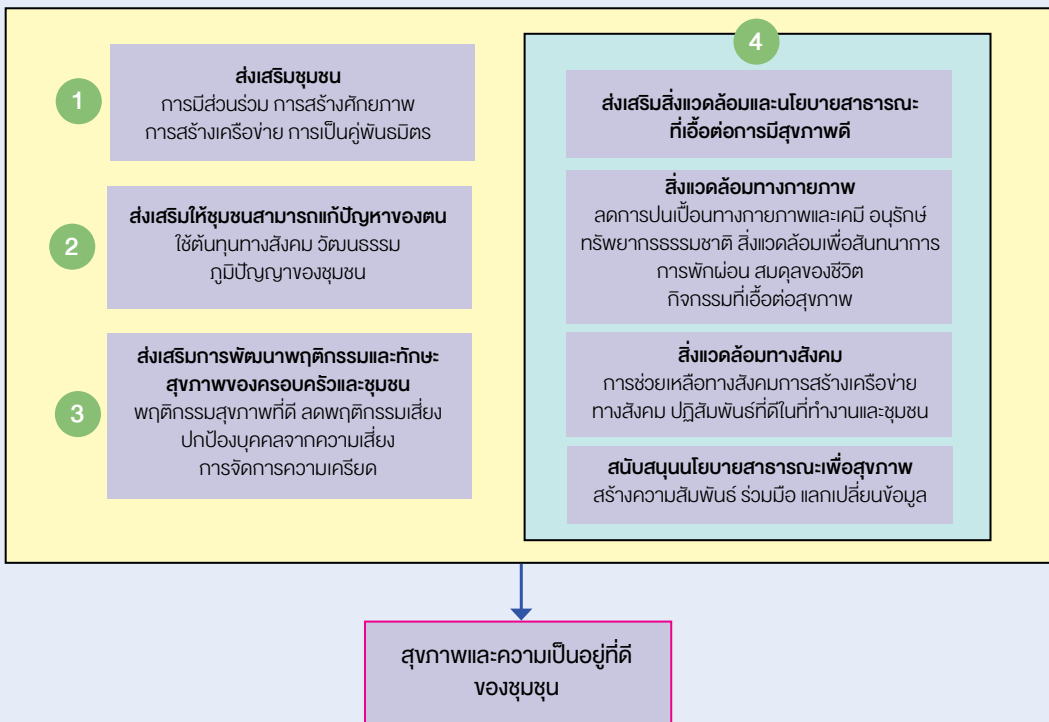 1
ส่งเสริมชุมชน
การมีส่วนร่วม การสร้างศักยภาพ
การสร้างเครือข่าย การเป็นคู่พันธมิตร
2
ส่งเสริมให้ชุมชนสามารถแก้ปัญหาของตน
ใช้ต้นทุนทางสังคม วัฒนธรรม
ภูมิปัญญาของชุมชน
3
ส่งเสริมการพัฒนาพฤติกรรมและทักษะ
สุขภาพของครอบครัวและชุมชน
พฤติกรรมสุขภาพที่ดี ลดพฤติกรรมเสี่ยง
ปกป้องบุคคลจากความเสี่ยง
การจัดการความเครียด
4
ส่งเสริมสิ่งแวดล้อมและนโยบายสาธารณะ
ที่เอื้อต่อการมีสุขภาพดี
สิ่งแวดล้อมทางกายภาพ
ลดการปนเปื้อนทางกายภาพและเคมี อนุรักษ์
ทรัพยากรธรรมชาติ สิ่งแวดล้อมเพื่อสันทนาการ
การพักผ่อน สมดุลของชีวิต
กิจกรรมที่เอื้อต่อสุขภาพ
สิ่งแวดล้อมทางสังคม
การช่วยเหลือทางสังคมการสร้างเครือข่าย
ทางสังคม ปฏิสัมพันธ์ที่ดีในที่ทำงานและชุมชน
สนับสนุนนโยบายสาธารณะเพื่อสุขภาพ
สร้างความสัมพันธ์ ร่วมมือ แลกเปลี่ยนข้อมูล
สุขภาพและความเป็นอยู่ที่ดี
ของชุมชุน